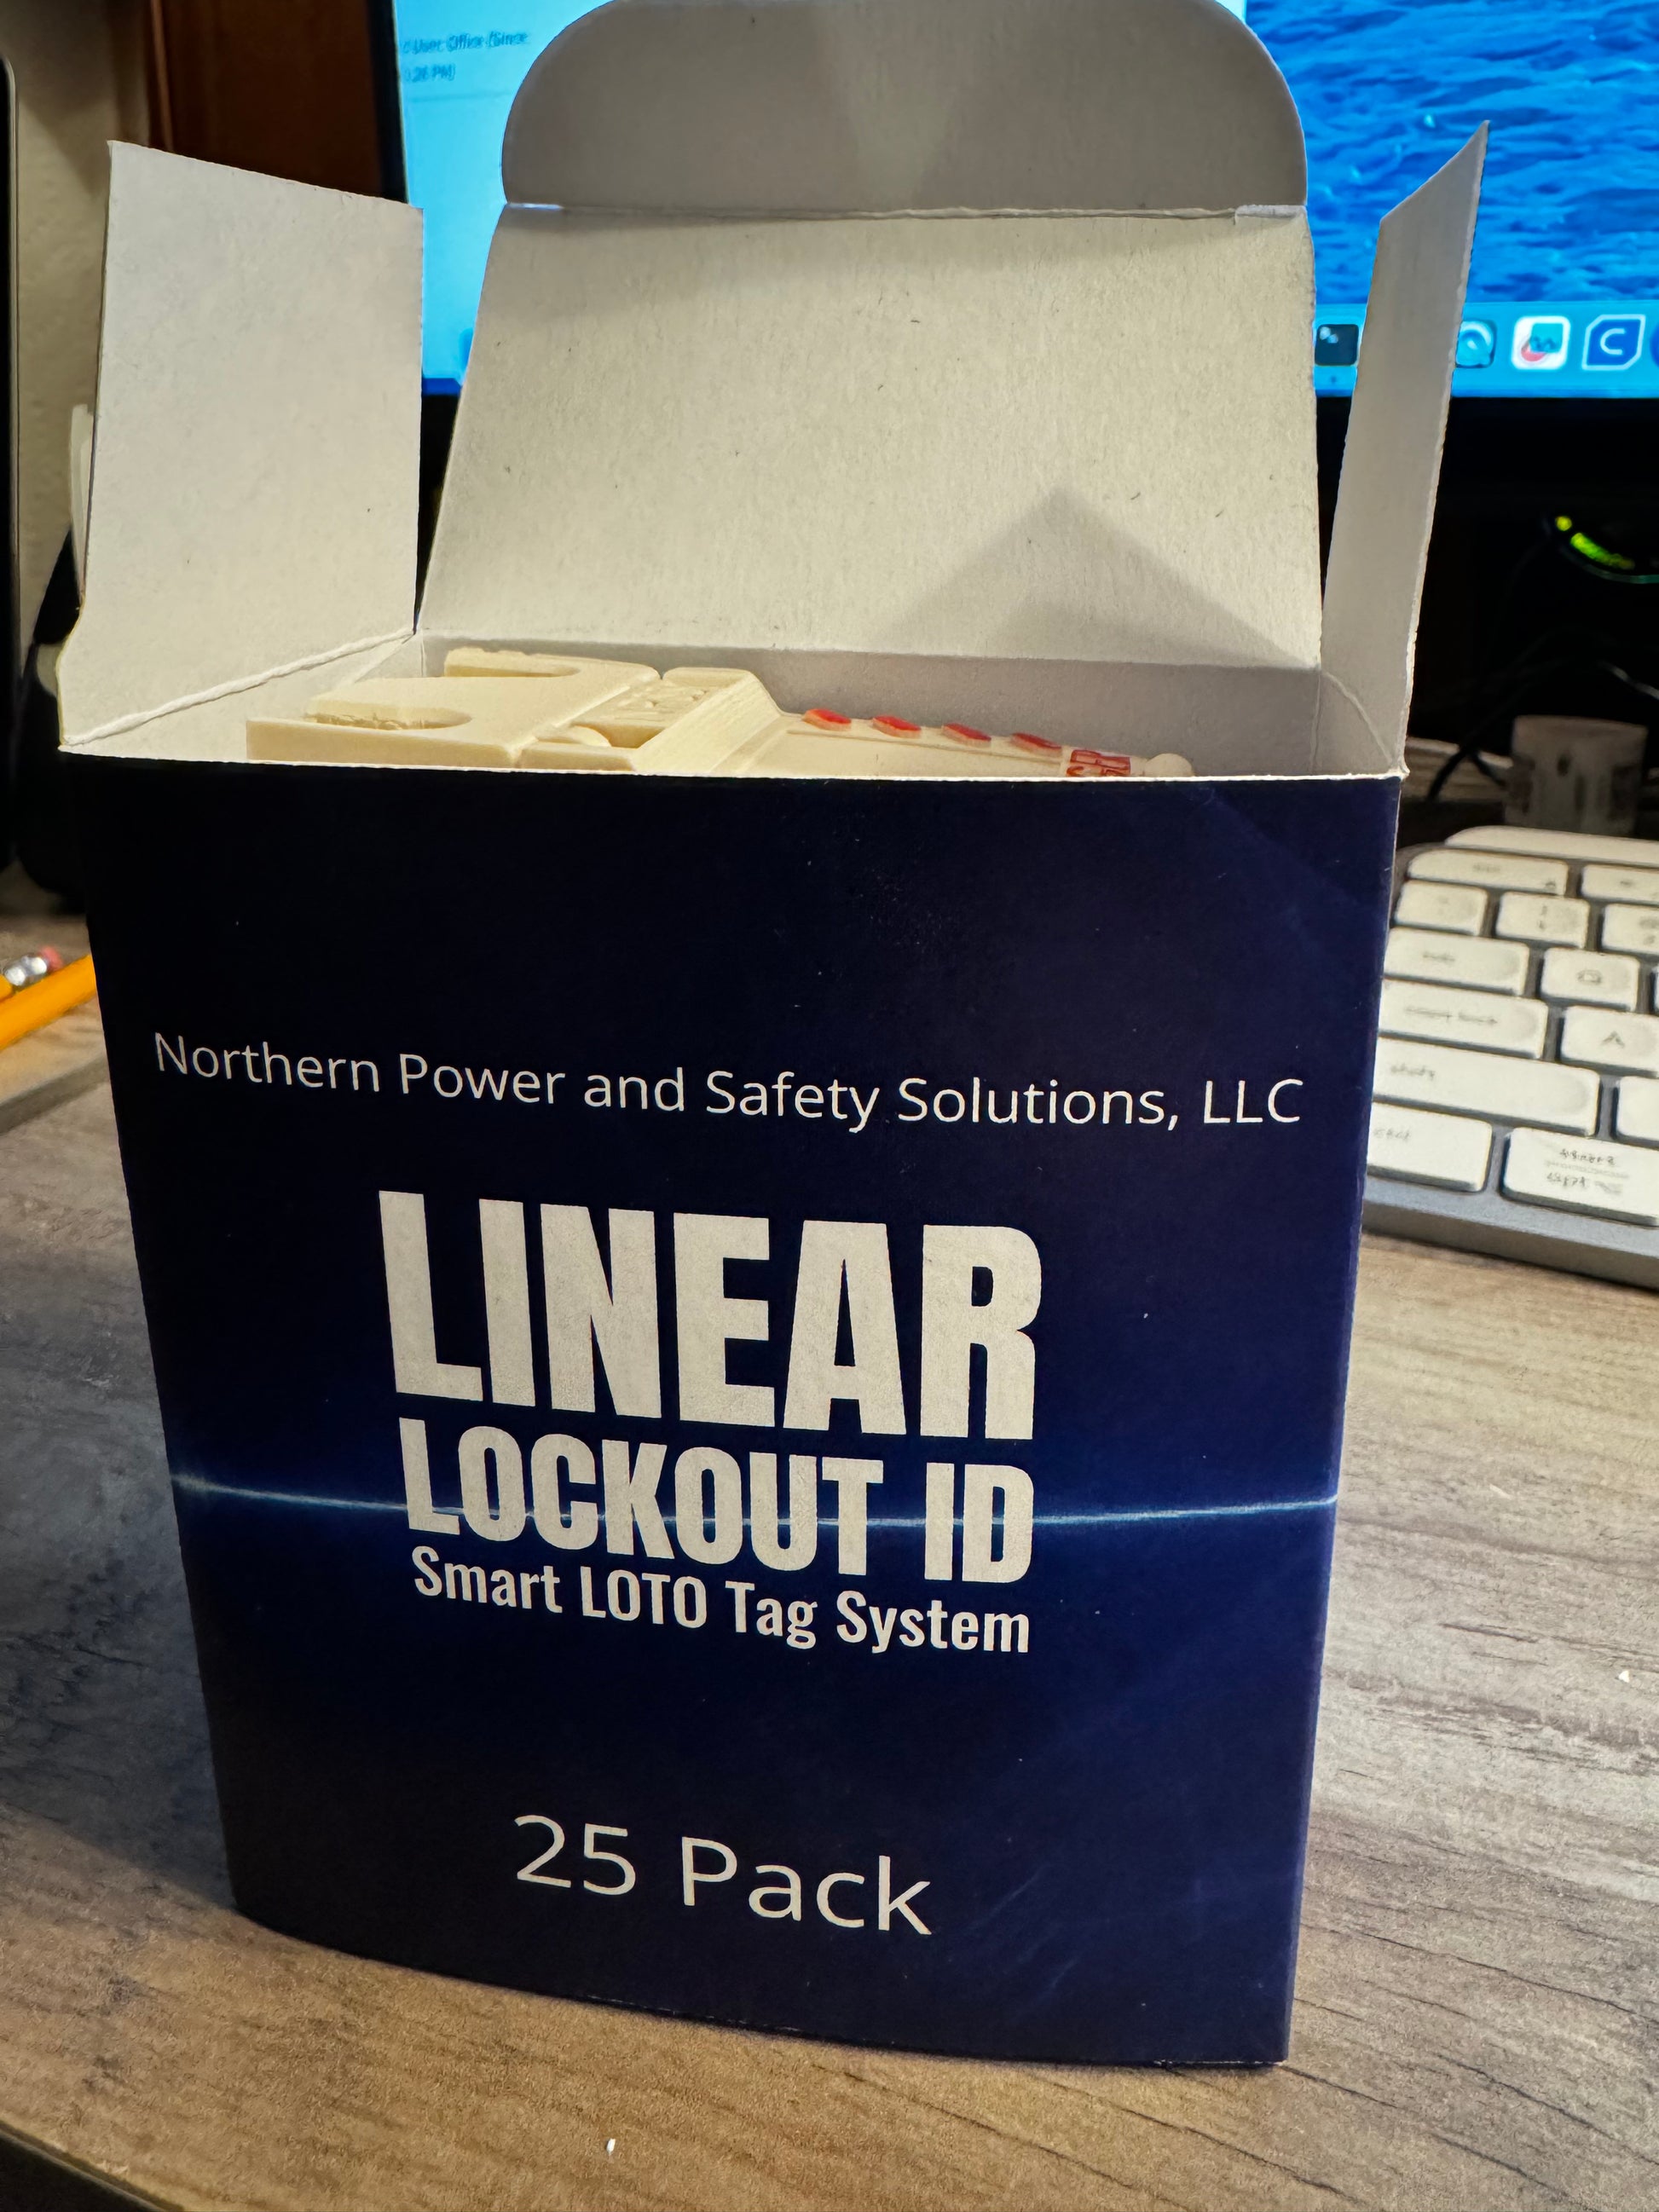 Northern Power and Safety Solutions, LLC
LINEAR
LOCKOUT ID
Smart LOTO Tag System
25 Pack